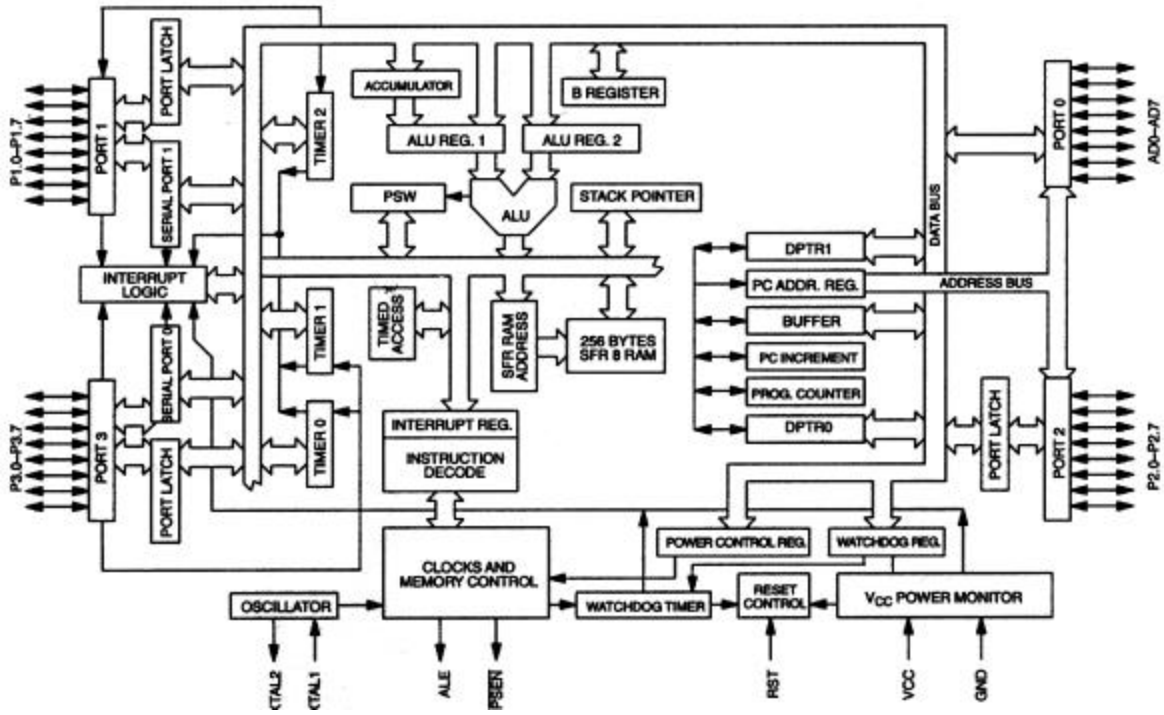 P1.0–P1.7
PORT 1
PORT LATCH
SERIAL PORT 1
INTERRUPT
LOGIC
P3.0–P3.7
PORT 3
SERIAL PORT 0
PORT LATCH
TIMER 2
TIMER 1
TIMER 0
ACCUMULATOR
B REGISTER
ALU REG. 1
ALU REG. 2
PSW
ALU
STACK POINTER
TIMED
ACCESS
SFR RAM
ADDRESS
256 BYTES
SFR 8 RAM
INTERRUPT REG.
INSTRUCTION
DECODE
DPTR1
PC ADDR. REG.
BUFFER
PC INCREMENT
PROG. COUNTER
DPTR0
DATA BUS
ADDRESS BUS
PORT 0
AD0–AD7
PORT LATCH
PORT 2
P2.0–P2.7
CLOCKS AND
MEMORY CONTROL
POWER CONTROL REG.
WATCHDOG REG.
OSCILLATOR
WATCHDOG TIMER
RESET
CONTROL
VCC POWER MONITOR
XTAL2
XTAL1
ALE
PSEN
RST
VCC
GND